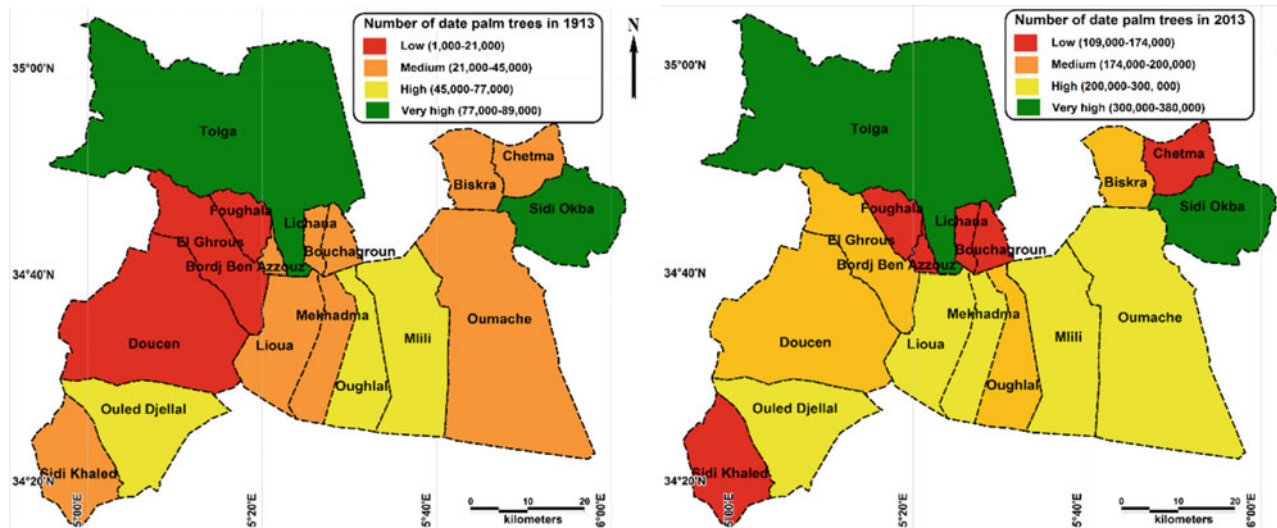 Number of date palm trees in 1913
Low (1,000-21,000)
Medium (21,000-45,000)
High (45,000-77,000)
Very high (77,000-89,000)
35°00'N
34°40'N
34°20'N
Tolga
Chetma
Biskra
Sidi Okba
Foughala
Lichana
El Ghrous
Bouchagroun
Bordj Ben Azzouz
Mekhadma
Oumache
Doucen
Lioua
Mlili
Oughlal
Ouled Djellal
Sidi Khaled
0 10 20
kilometers
5°00'E
5°20'E
5°40'E
6°00'E
N
Number of date palm trees in 2013
Low (109,000-174,000)
Medium (174,000-200,000)
High (200,000-300, 000)
Very high (300,000-380,000)
35°00'N
34°40'N
34°20'N
Tolga
Chetma
Biskra
Sidi Okba
Foughala
Lichana
El Ghrous
Bouchagroun
Bordj Ben Azzouz
Mekhadma
Oumache
Doucen
Lioua
Mlili
Oughlal
Ouled Djellal
Sidi Khaled
0 10 20
kilometers
5°00'E
5°20'E
5°40'E
6°00'E